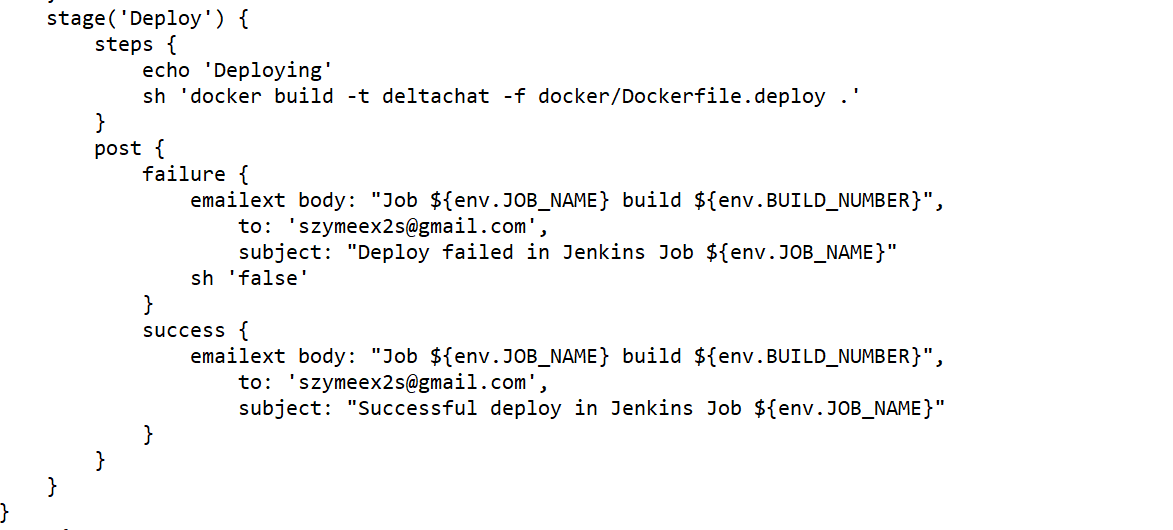 stage('Deploy') {
steps {
echo 'Deploying'
sh 'docker build -t deltachat -f docker/Dockerfile.deploy .'
}
post {
failure {
emailext body: "Job ${env.JOB_NAME} build ${env.BUILD_NUMBER}",
to: 'szymeex2s@gmail.com',
subject: "Deploy failed in Jenkins Job ${env.JOB_NAME}"
sh 'false'
}
success {
emailext body: "Job ${env.JOB_NAME} build ${env.BUILD_NUMBER}",
to: 'szymeex2s@gmail.com',
subject: "Successful deploy in Jenkins Job ${env.JOB_NAME}"
}
}
}
}